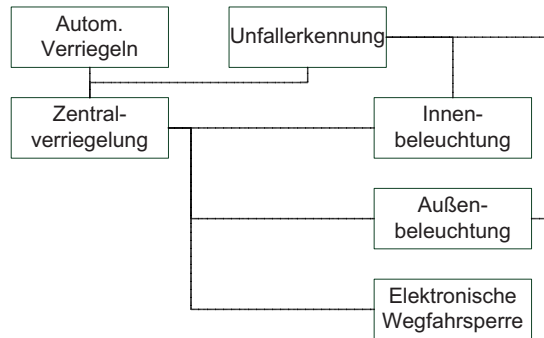 Autom.
Verriegeln
Unfallerkennung
Zentral-
verriegelung
Innen-
beleuchtung
Außen-
beleuchtung
Elektronische
Wegfahrsperre